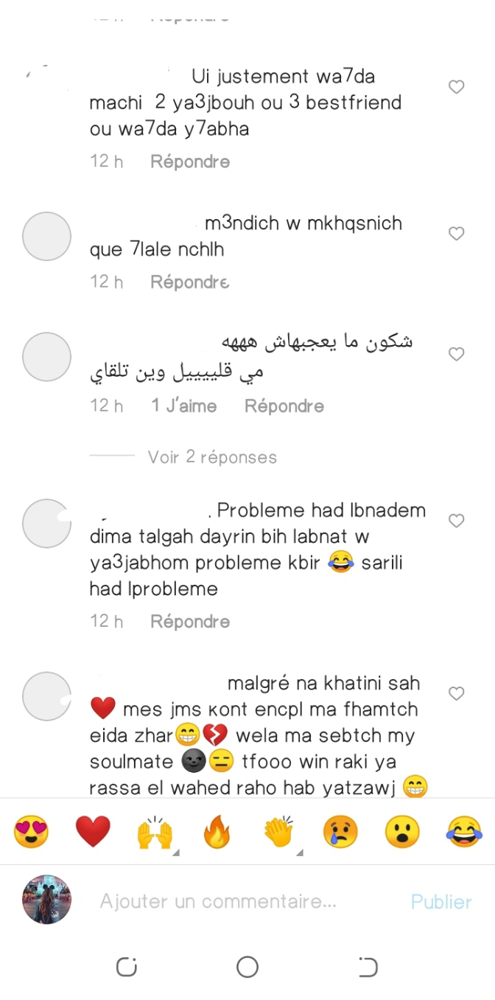 Ui justement wa7da
machi 2 ya3jbouh ou 3 bestfriend
ou wa7da y7abha
12 h Répondre
m3ndich w mkhqsnich
que 7lale nchlh
12 h Répondre
شكون ما يعجبهاش هههه
مي قليييييل وين تلقاي
12 h 1 J'aime Répondre
Voir 2 réponses
. Probleme had lbnadem
dima talgah dayrin bih labnat w
ya3jabhom probleme kbir 😂 sarili
had lprobleme
12 h Répondre
malgré na khatini sah
❤️ mes jms kont encpl ma fhamtch
eida zhar😁💔 wela ma sebtch my
soulmate 🌚😑 tfooo win raki ya
rassa el wahed raho hab yatzawj 😁
😍 ❤️ 🙌 🔥 👏 😢 😮 😂
Ajouter un commentaire... Publier